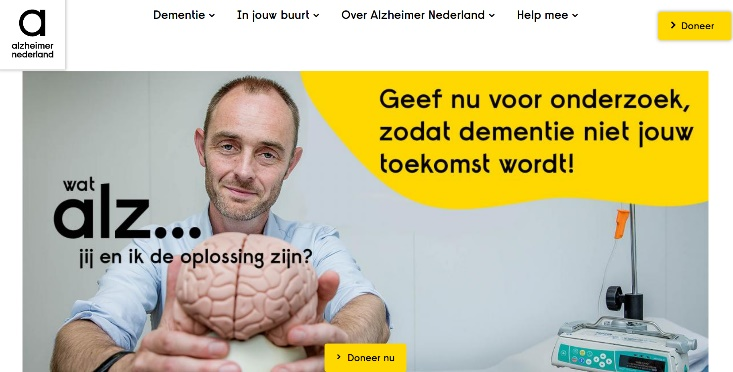 alzheimer
nederland
Dementie
In jouw buurt
Over Alzheimer Nederland
Help mee
Doneer
Geef nu voor onderzoek,
zodat dementie niet jouw
toekomst wordt!
wat
alz...
jij en ik de oplossing zijn?
Doneer nu